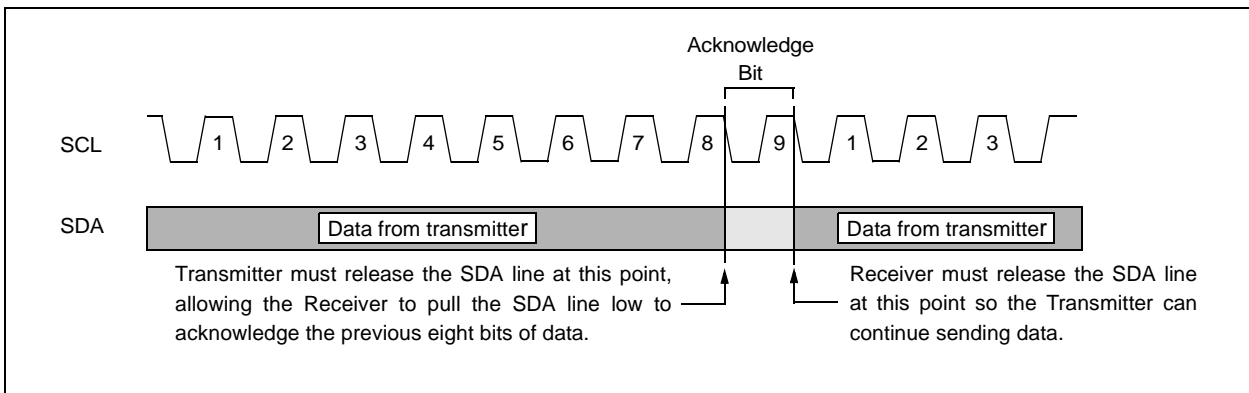 Acknowledge
Bit
SCL
1 2 3 4 5 6 7 8 9 1 2 3
SDA
Data from transmitter
Data from transmitter
Transmitter must release the SDA line at this point,
allowing the Receiver to pull the SDA line low to
acknowledge the previous eight bits of data.
Receiver must release the SDA line
at this point so the Transmitter can
continue sending data.